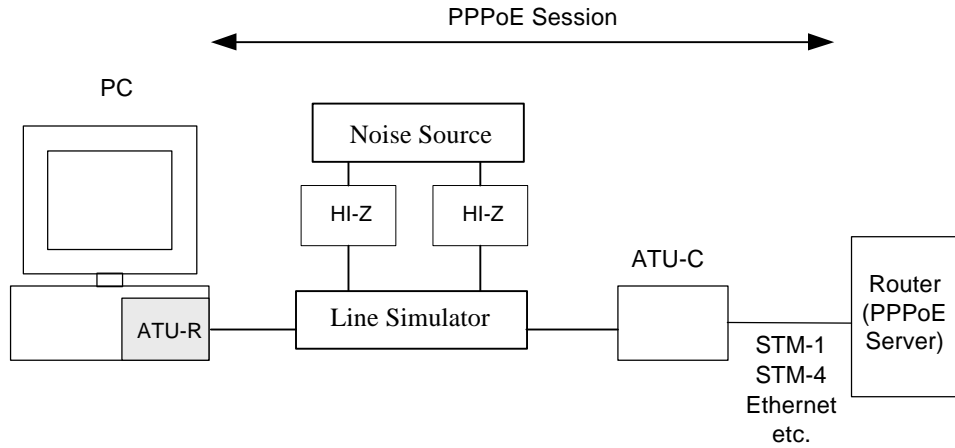 PPPoE Session
PC
Noise Source
HI-Z
HI-Z
ATU-C
ATU-R
Line Simulator
Router
(PPPoE
Server)
STM-1
STM-4
Ethernet
etc.